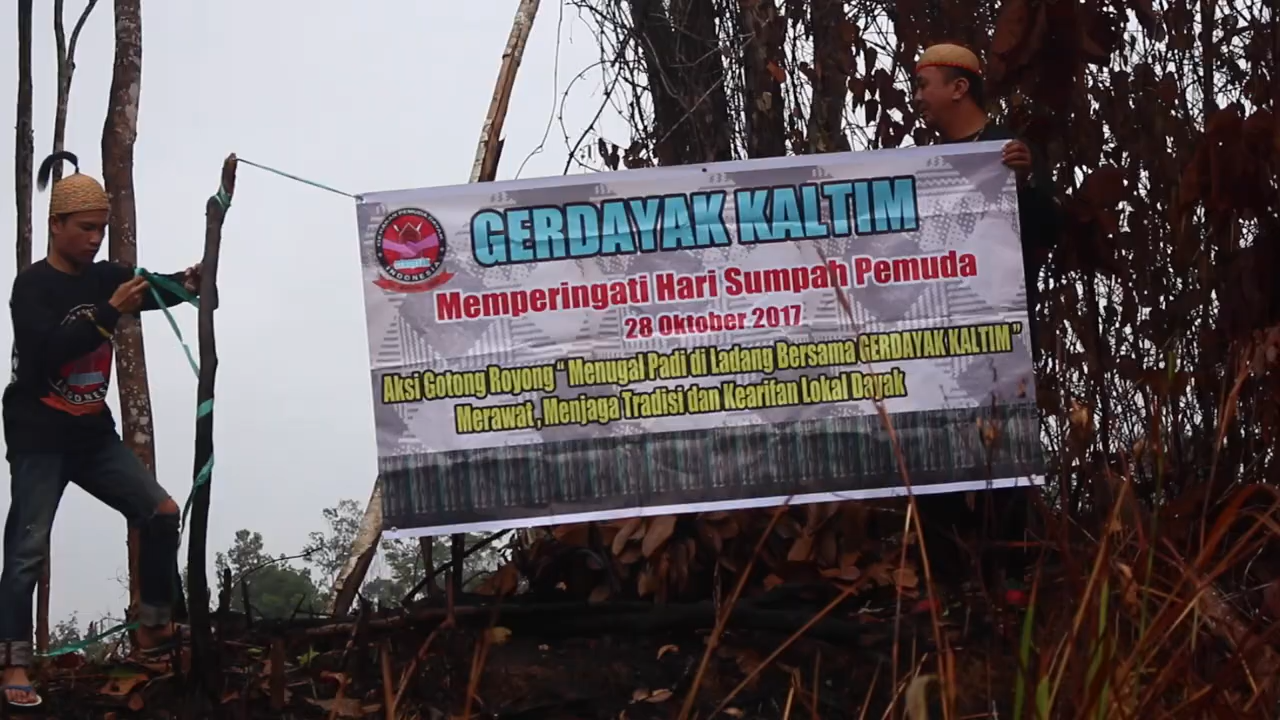 GERDAYAK KALTIM
Memperingati Hari Sumpah Pemuda
28 Oktober 2017
Aksi Gotong Royong " Menugal Padi di Ladang Bersama GERDAYAK KALTIM "
Merawat , Menjaga Tradisi dan Kearifan Lokal Dayak
INDONESIA